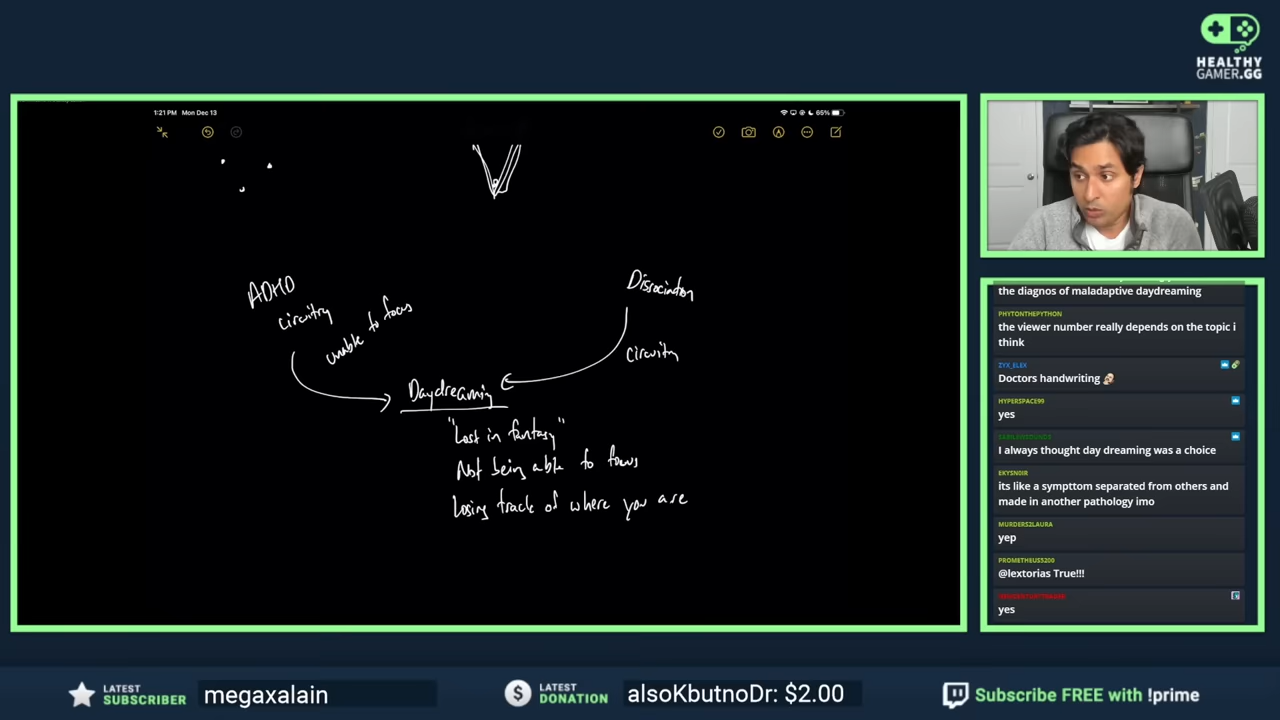 HEALTHY
GAMER.GG
1:21 PM Mon Dec 13
65%
ADHD
circuitry
unable to focus
Dissociation
Circuitry
Daydreaming
"Lost in fantasy"
Not being able to focus
Losing track of where you are
the diagnos of maladaptive daydreaming
PHYTONTHEPYTHON
the viewer number really depends on the topic i
think
ZYX_ELEX
Doctors handwriting
HYPERSPACE99
yes
I always thought day dreaming was a choice
EKYSN0IR
its like a sympttom separated from others and
made in another pathology imo
MURDERS2LAURA
yep
PROMETHEUS5200
@lextorias True!!!
yes
LATEST
SUBSCRIBER
megaxalain
LATEST
DONATION
alsoKbutnoDr: $2.00
Subscribe FREE with !prime